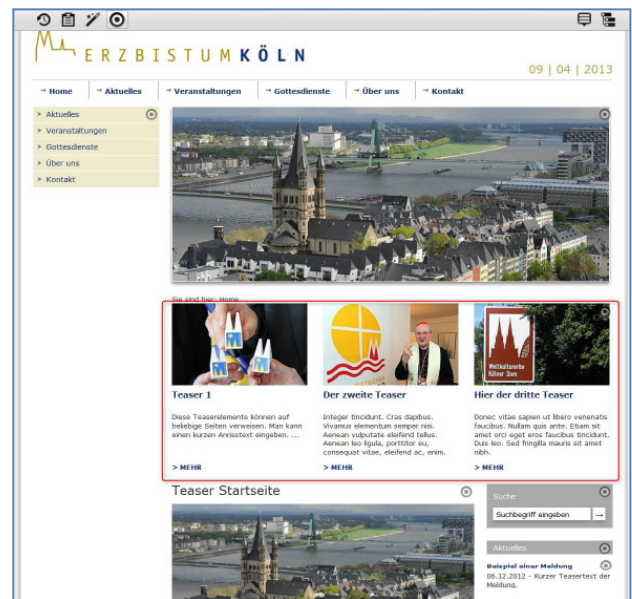 ERZBISTUMKÖLN
09 | 04 | 2013
Home
Aktuelles
Veranstaltungen
Gottesdienste
Über uns
Kontakt
> Aktuelles
> Veranstaltungen
> Gottesdienste
> Über uns
> Kontakt
Sie sind hier: Home
Weltkulturerbe
Kölner Dom
Teaser 1
Diese Teaserelemente können auf
beliebige Seiten verweisen. Man kann
einen kurzen Anrisstext eingeben. ...
> MEHR
Der zweite Teaser
Integer tincidunt. Cras dapibus.
Vivamus elementum semper nisi.
Aenean vulputate eleifend tellus.
Aenean leo ligula, porttitor eu,
consequat vitae, eleifend ac, enim.
> MEHR
Hier der dritte Teaser
Donec vitae sapien ut libero venenatis
faucibus. Nullam quis ante. Etiam sit
amet orci eget eros faucibus tincidunt.
Duis leo. Sed fringilla mauris sit amet
nibh.
> MEHR
Teaser Startseite
Suche
Suchbegriff eingeben
Aktuelles
Beispiel einer Meldung
06.12.2012 - Kurzer Teasertext der
Meldung.